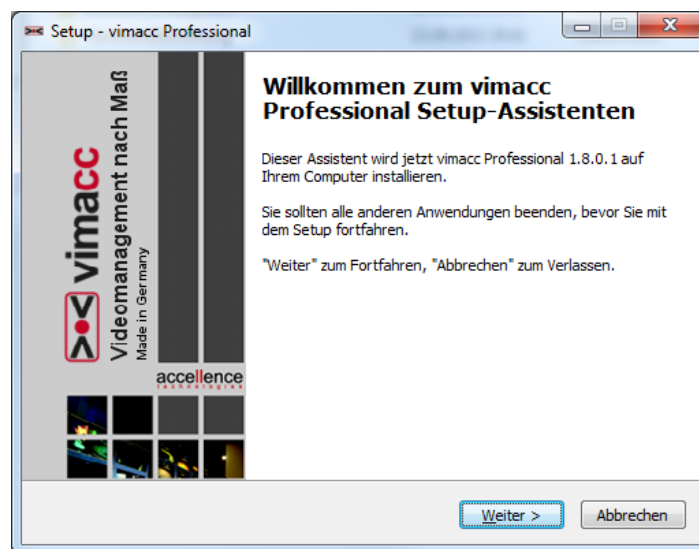 Setup - vimacc Professional
vimacc
Videomanagement nach Maß
Made in Germany
accellence
technologies
Willkommen zum vimacc
Professional Setup-Assistenten
Dieser Assistent wird jetzt vimacc Professional 1.8.0.1 auf
Ihrem Computer installieren.
Sie sollten alle anderen Anwendungen beenden, bevor Sie mit
dem Setup fortfahren.
"Weiter" zum Fortfahren, "Abbrechen" zum Verlassen.
Weiter >
Abbrechen